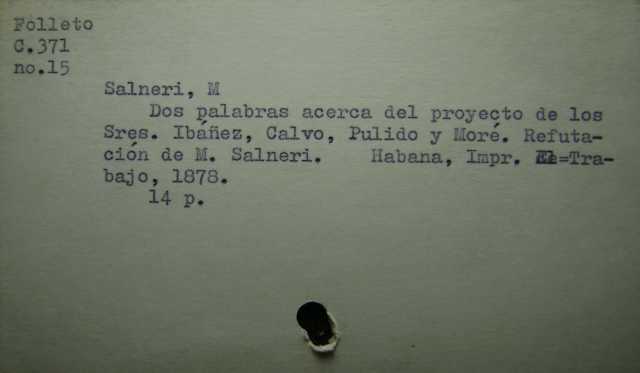 Folleto
C.371
no.15
Salneri, M
Dos palabras acerca del proyecto de los
Sres. Ibáñez, Calvo, Pulido y Moré. Refuta-
ción de M. Salneri. Habana, Impr. El=Tra-
bajo, 1878.
14 p.